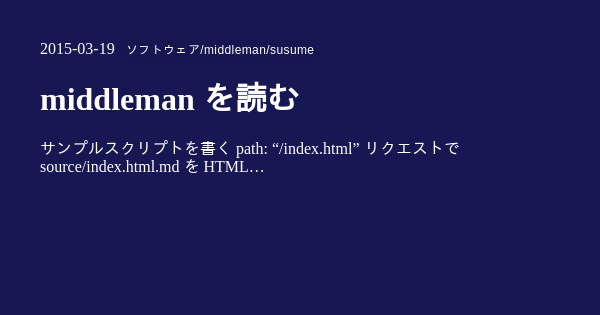 2015-03-19 ソフトウェア/middleman/susume
middleman を読む
サンプルスクリプトを書く path: “/index.html” リクエストで
source/index.html.md を HTML…